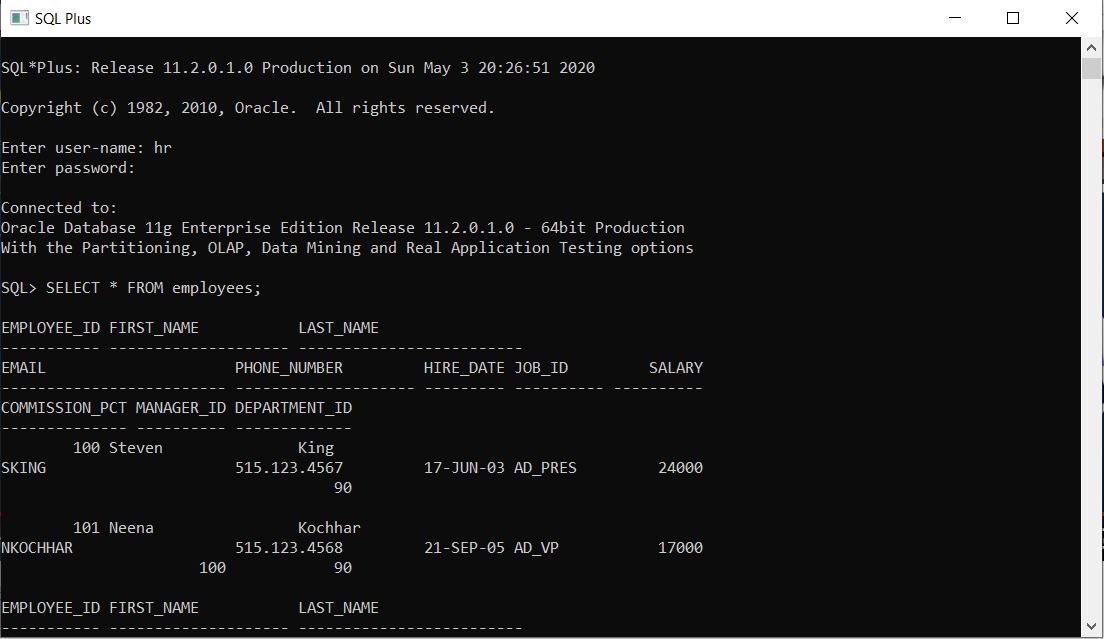 SQL Plus
SQL*Plus: Release 11.2.0.1.0 Production on Sun May 3 20:26:51 2020
Copyright (c) 1982, 2010, Oracle.  All rights reserved.
Enter user-name: hr
Enter password:
Connected to:
Oracle Database 11g Enterprise Edition Release 11.2.0.1.0 - 64bit Production
With the Partitioning, OLAP, Data Mining and Real Application Testing options
SQL> SELECT * FROM employees;
EMPLOYEE_ID FIRST_NAME           LAST_NAME
----------- -------------------- -------------------------
EMAIL                     PHONE_NUMBER         HIRE_DATE JOB_ID         SALARY
------------------------- -------------------- --------- ---------- ----------
COMMISSION_PCT MANAGER_ID DEPARTMENT_ID
-------------- ---------- -------------
        100 Steven               King
SKING                     515.123.4567         17-JUN-03 AD_PRES         24000
                                     90
        101 Neena                Kochhar
NKOCHHAR                  515.123.4568         21-SEP-05 AD_VP           17000
                      100            90
EMPLOYEE_ID FIRST_NAME           LAST_NAME
----------- -------------------- -------------------------